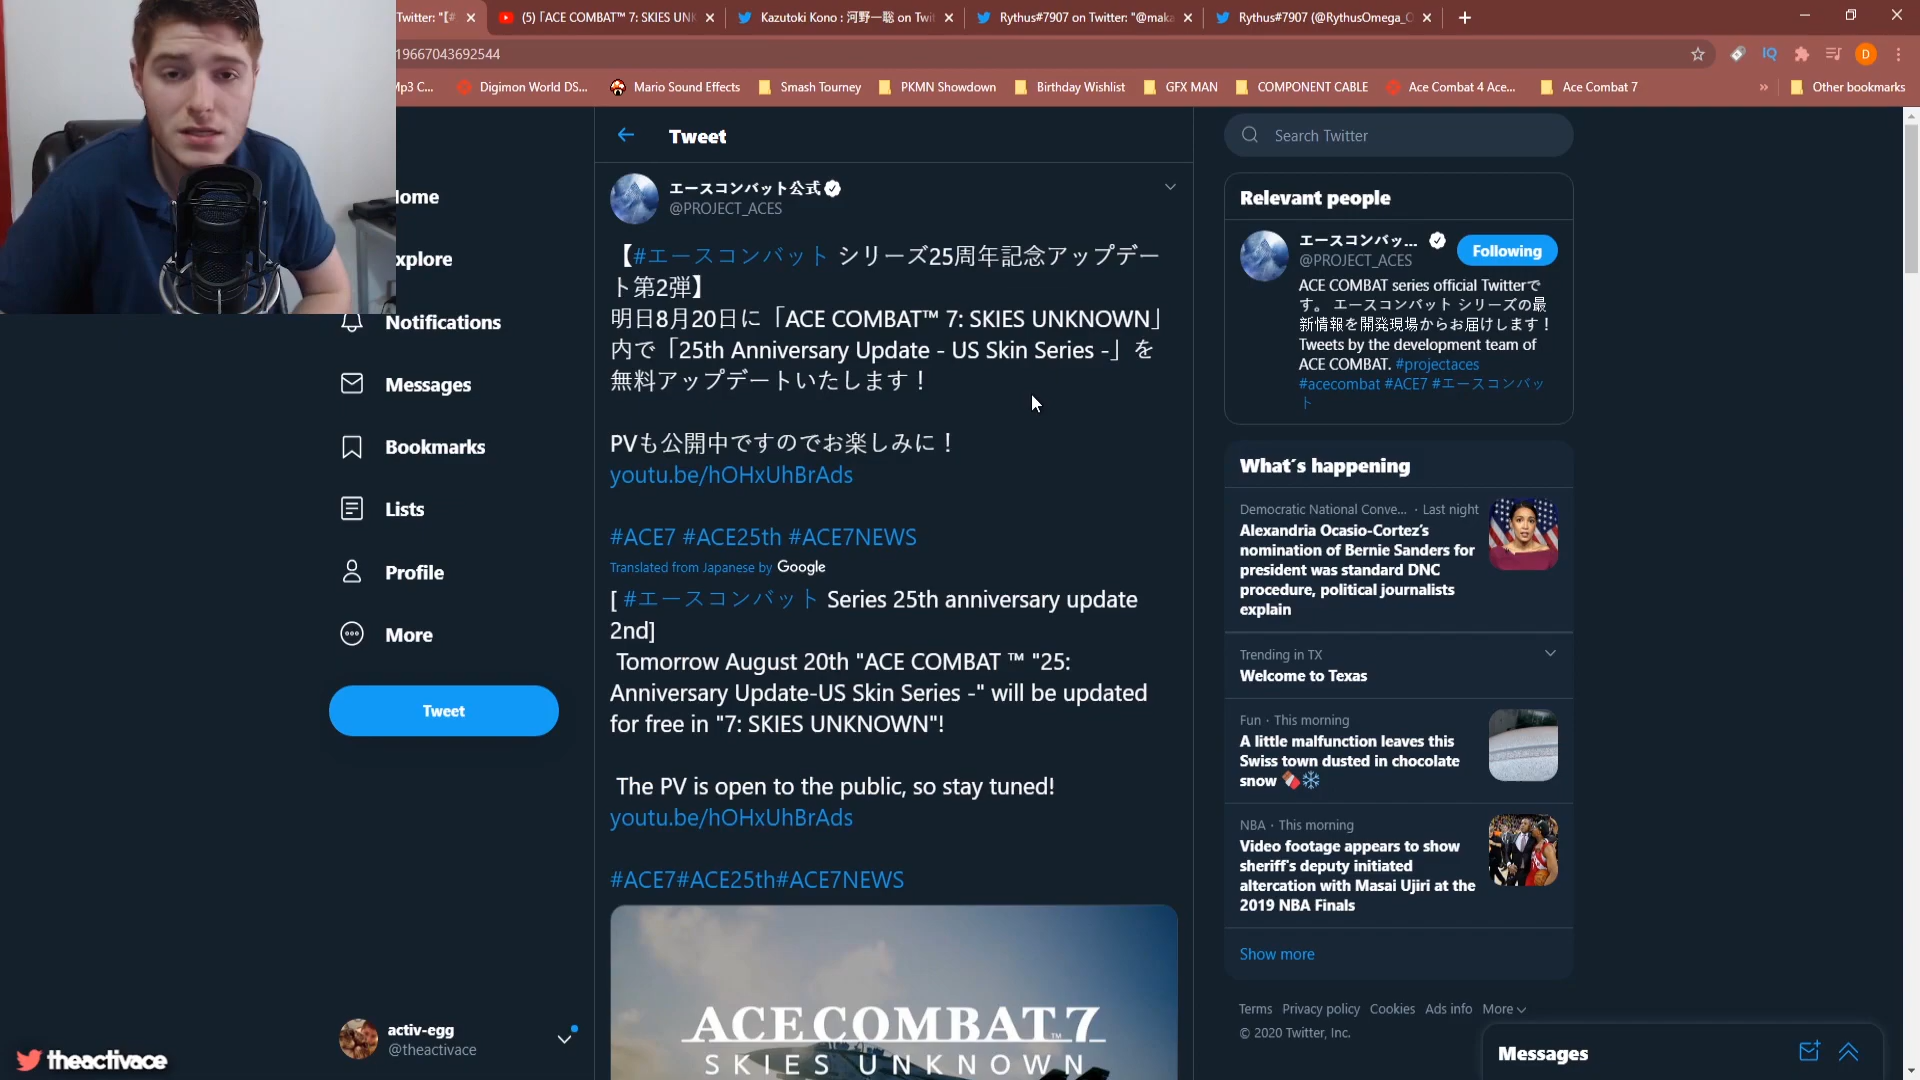 Twitter: "【#
(5) 「ACE COMBAT™ 7: SKIES UNK
Kazutoki Kono : 河野一聡 on Twit
Rythus#7907 on Twitter: "@maka
Rythus#7907 (@RythusOmega_O
19667043692544
IQ
D
Mp3 C...
Digimon World DS...
Mario Sound Effects
Smash Tourney
PKMN Showdown
Birthday Wishlist
GFX MAN
COMPONENT CABLE
Ace Combat 4 Ace...
Ace Combat 7
»
Other bookmarks
Home
Explore
Notifications
Messages
Bookmarks
Lists
Profile
More
Tweet
activ-egg
@theactivace
theactivace
Tweet
エースコンバット公式
@PROJECT_ACES
【#エースコンバット シリーズ25周年記念アップデー
ト第2弾】
明日8月20日に「ACE COMBAT™ 7: SKIES UNKNOWN」
内で「25th Anniversary Update - US Skin Series -」を
無料アップデートいたします！
PVも公開中ですのでお楽しみに！
youtu.be/hOHxUhBrAds
#ACE7 #ACE25th #ACE7NEWS
Translated from Japanese by Google
[ #エースコンバット Series 25th anniversary update
2nd]
Tomorrow August 20th "ACE COMBAT ™ "25:
Anniversary Update-US Skin Series -" will be updated
for free in "7: SKIES UNKNOWN"!
The PV is open to the public, so stay tuned!
youtu.be/hOHxUhBrAds
#ACE7#ACE25th#ACE7NEWS
ACE COMBAT™ 7
SKIES UNKNOWN
Search Twitter
Relevant people
エースコンバッ...
@PROJECT_ACES
Following
ACE COMBAT series official Twitterで
す。 エースコンバット シリーズの最
新情報を開発現場からお届けします！
Tweets by the development team of
ACE COMBAT. #projectaces
#acecombat #ACE7 #エースコンバッ
ト
What's happening
Democratic National Conve... · Last night
Alexandria Ocasio-Cortez's
nomination of Bernie Sanders for
president was standard DNC
procedure, political journalists
explain
Trending in TX
Welcome to Texas
Fun · This morning
A little malfunction leaves this
Swiss town dusted in chocolate
snow 🍫❄️
NBA · This morning
Video footage appears to show
sheriff's deputy initiated
altercation with Masai Ujiri at the
2019 NBA Finals
Show more
Terms Privacy policy Cookies Ads info More
© 2020 Twitter, Inc.
Messages